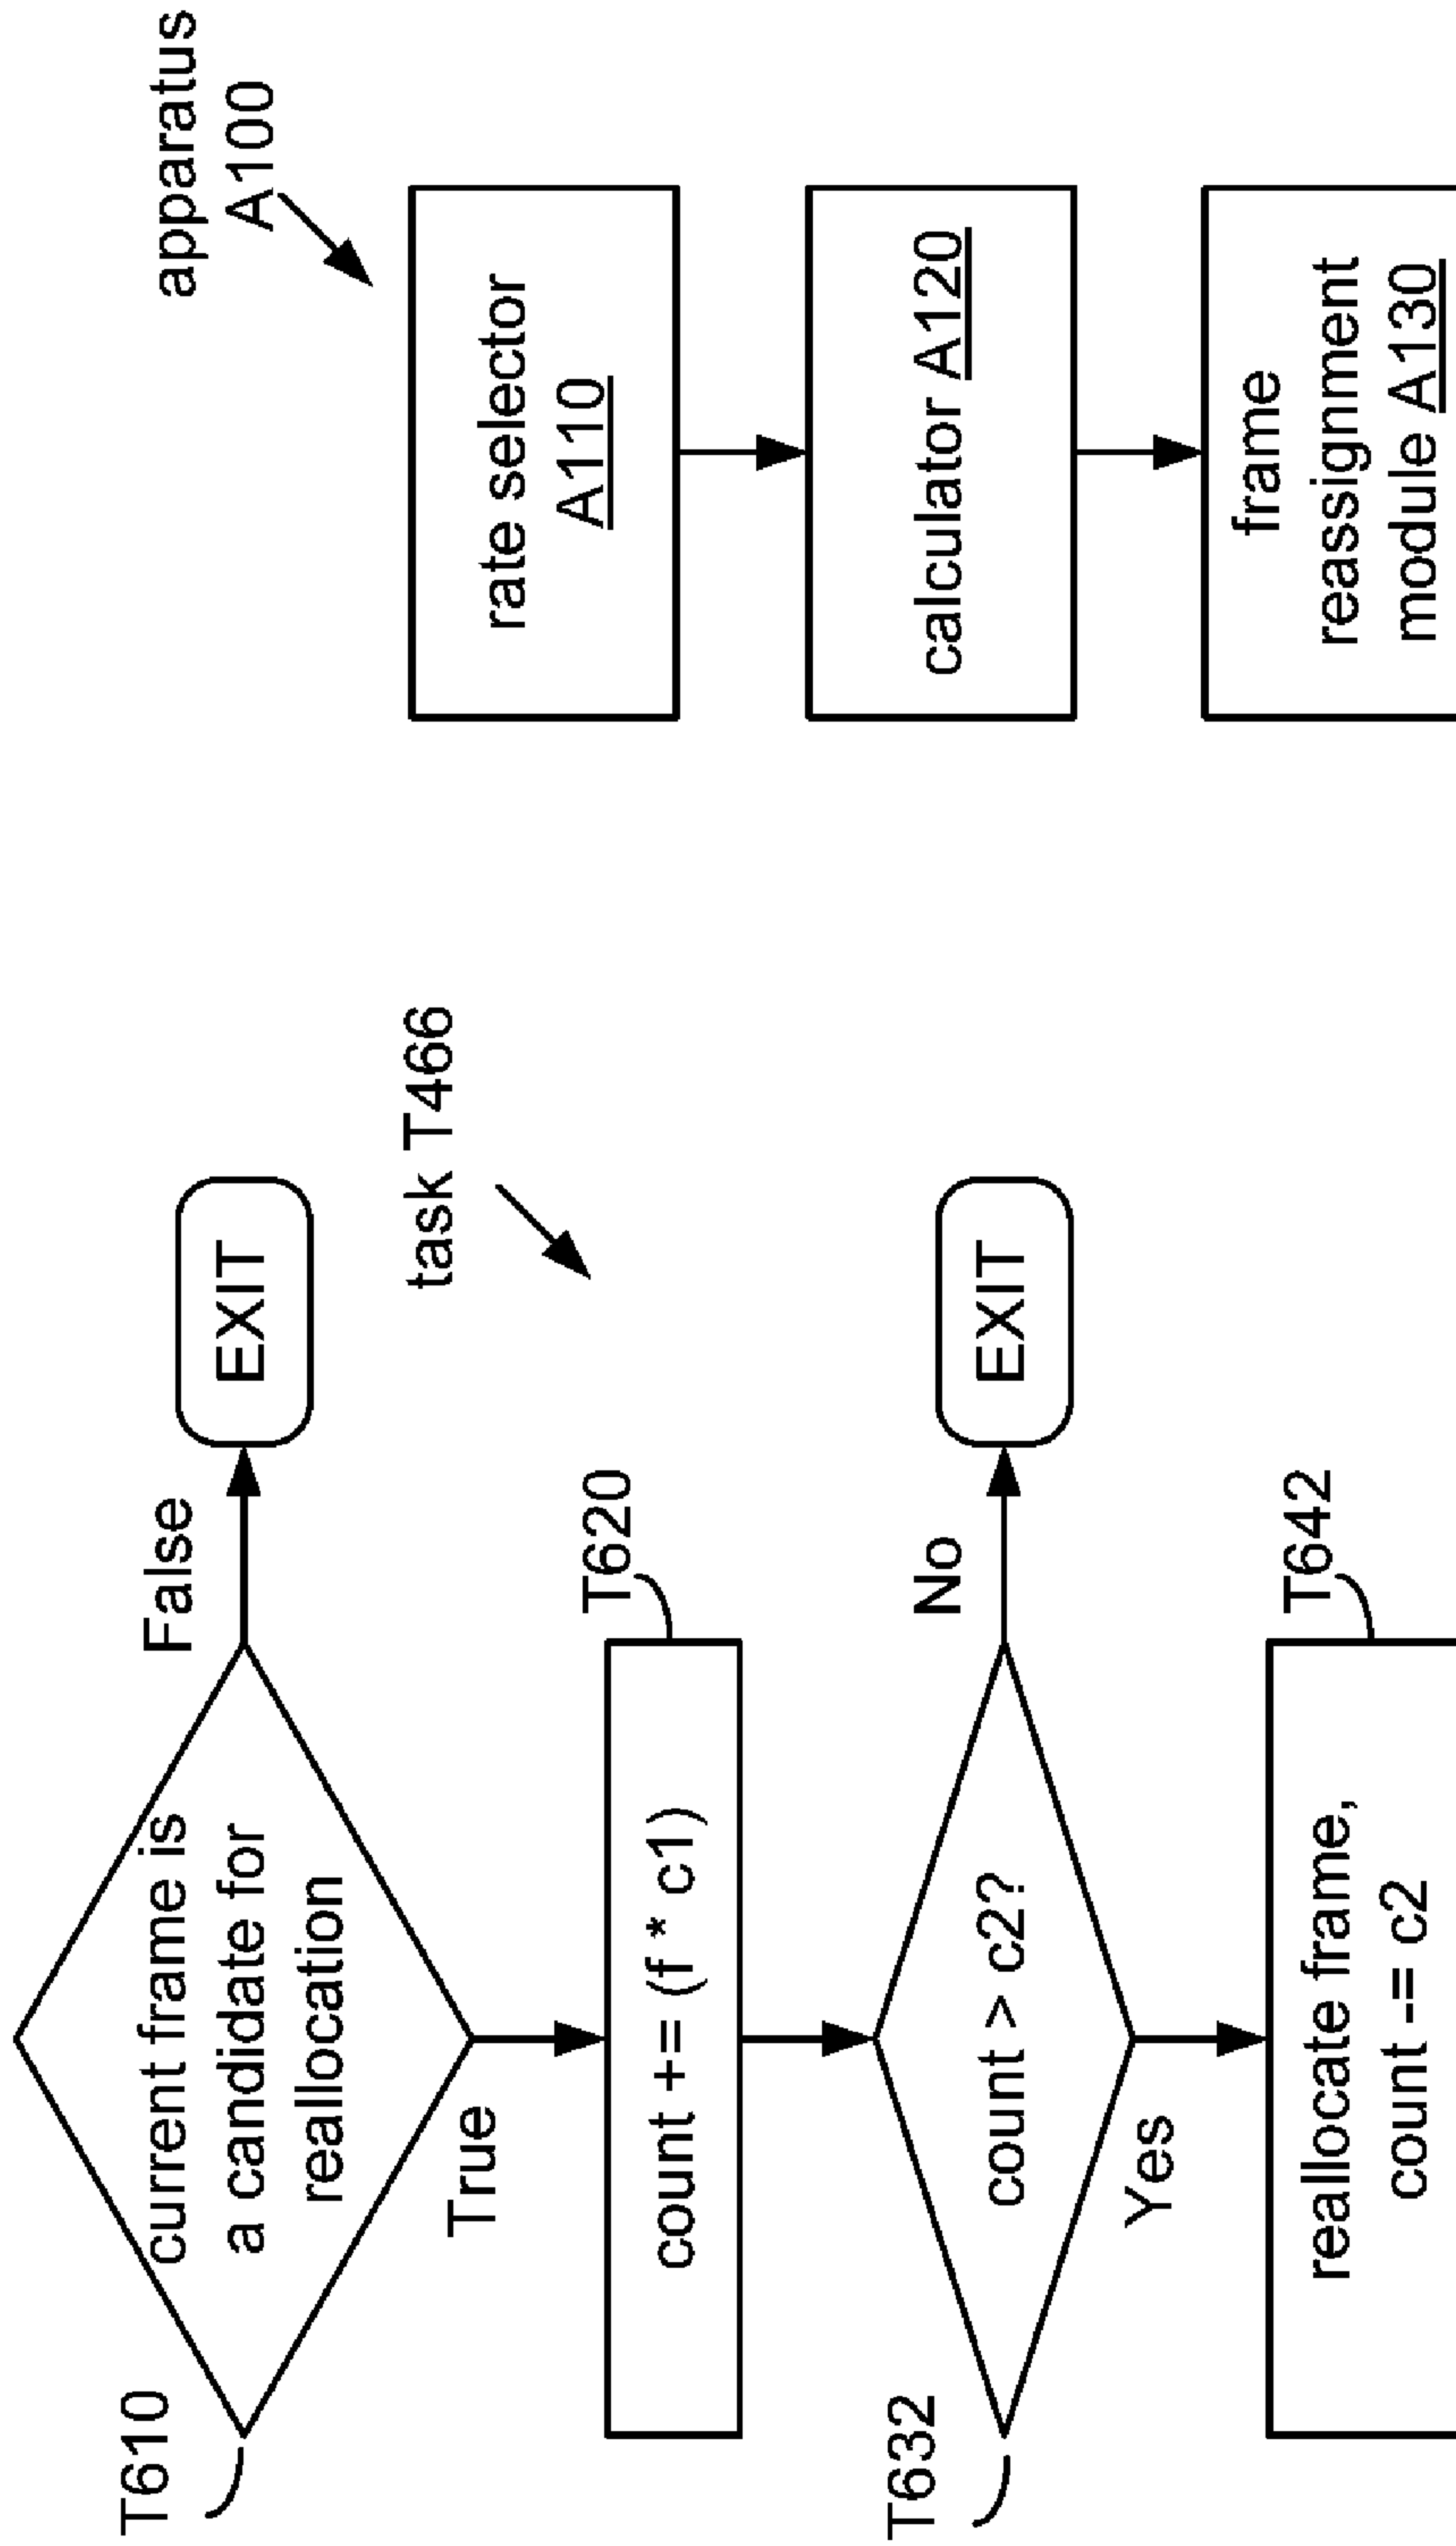 T610
current frame is
a candidate for
reallocation
False
EXIT
True
task T466
T620
count += (f * c1)
T632
count > c2?
No
EXIT
Yes
T642
reallocate frame,
count -= c2
apparatus
A100
rate selector
A110
calculator A120
frame
reassignment
module A130